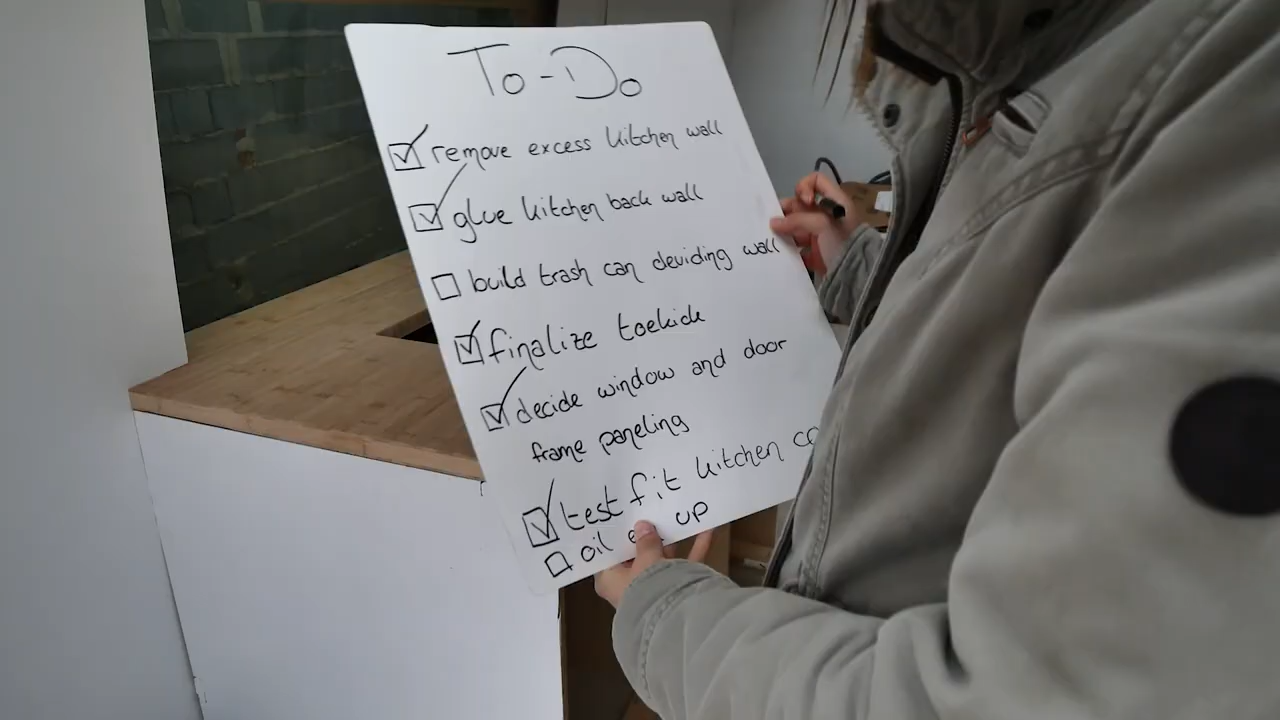 To-Do
remove excess kitchen wall
glue kitchen back wall
build trash can deviding wall
finalize toekick
decide window and door
frame paneling
test fit kitchen
oil up